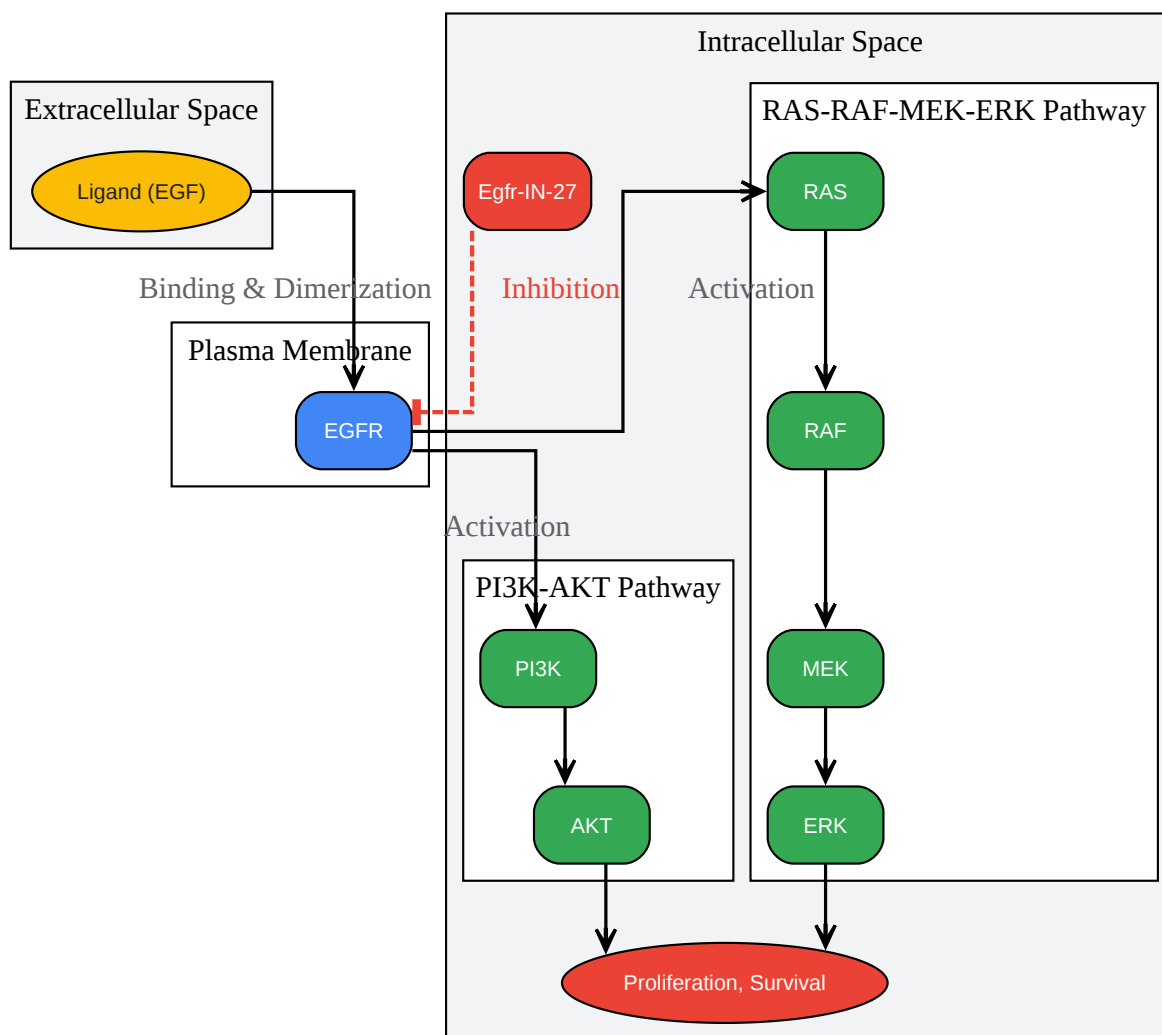 Intracellular Space
Extracellular Space
RAS-RAF-MEK-ERK Pathway
Ligand (EGF)
Egfr-IN-27
RAS
Binding & Dimerization
Inhibition
Activation
Plasma Membrane
EGFR
RAF
Activation
PI3K-AKT Pathway
PI3K
MEK
AKT
ERK
Proliferation, Survival